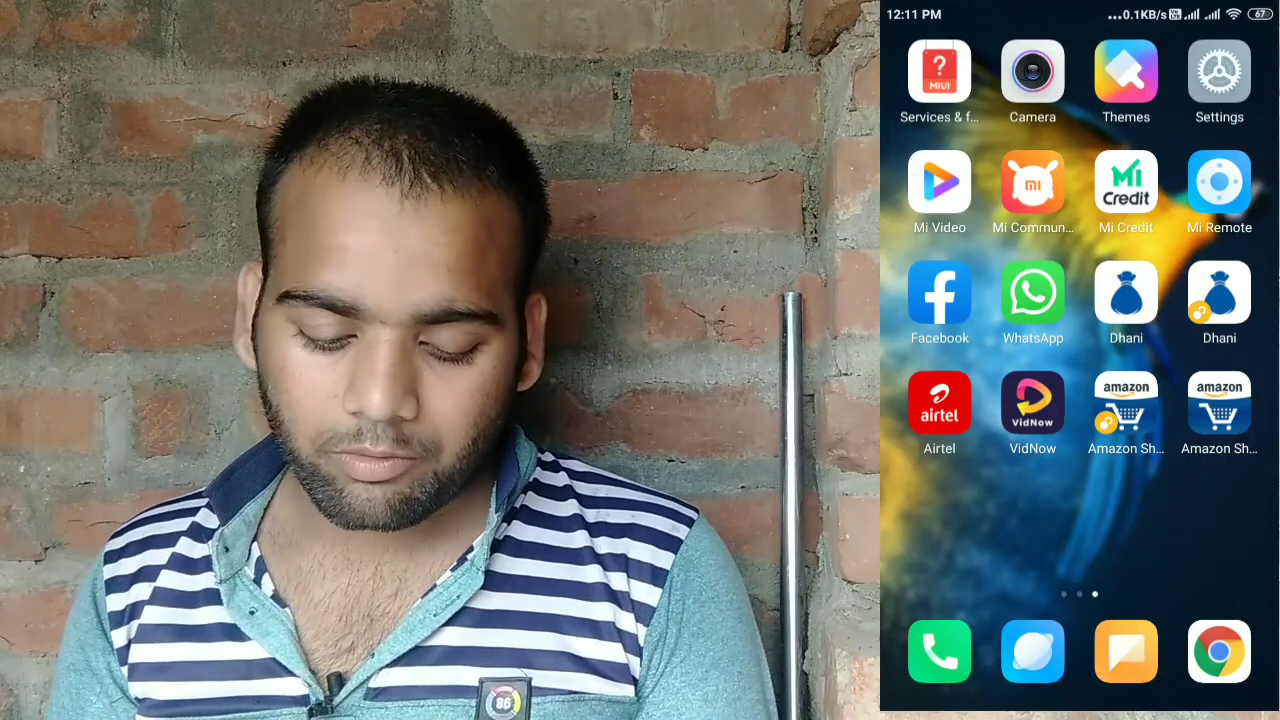 12:11 PM ...0.1KB/s 67
MIUI
Services & f... Camera Themes Settings
mi Mi Credit
Mi Video Mi Commun... Mi Credit Mi Remote
Facebook WhatsApp Dhani Dhani
airtel VidNow amazon amazon
Airtel VidNow Amazon Sh... Amazon Sh...